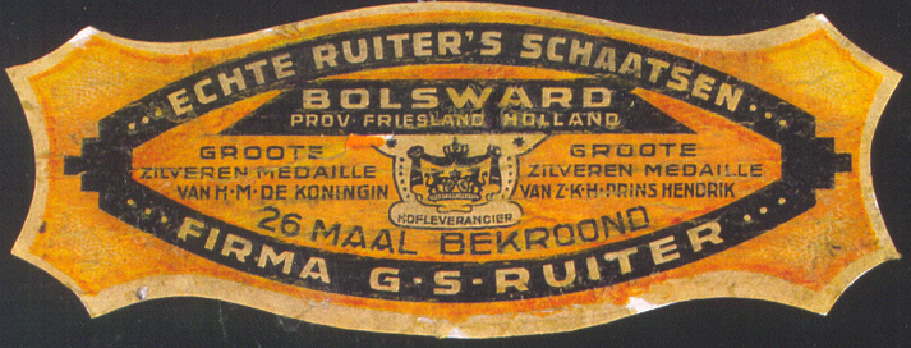 ECHTE RUITER'S SCHAATSEN
BOLSWARD
PROV FRIESLAND HOLLAND
GROOTE
ZILVEREN MEDAILLE
VAN H·M·DE KONINGIN
GROOTE
ZILVEREN MEDAILLE
VAN Z·K·H·PRINS HENDRIK
HOFLEVERANCIER
26 MAAL BEKROOND
FIRMA G·S·RUITER